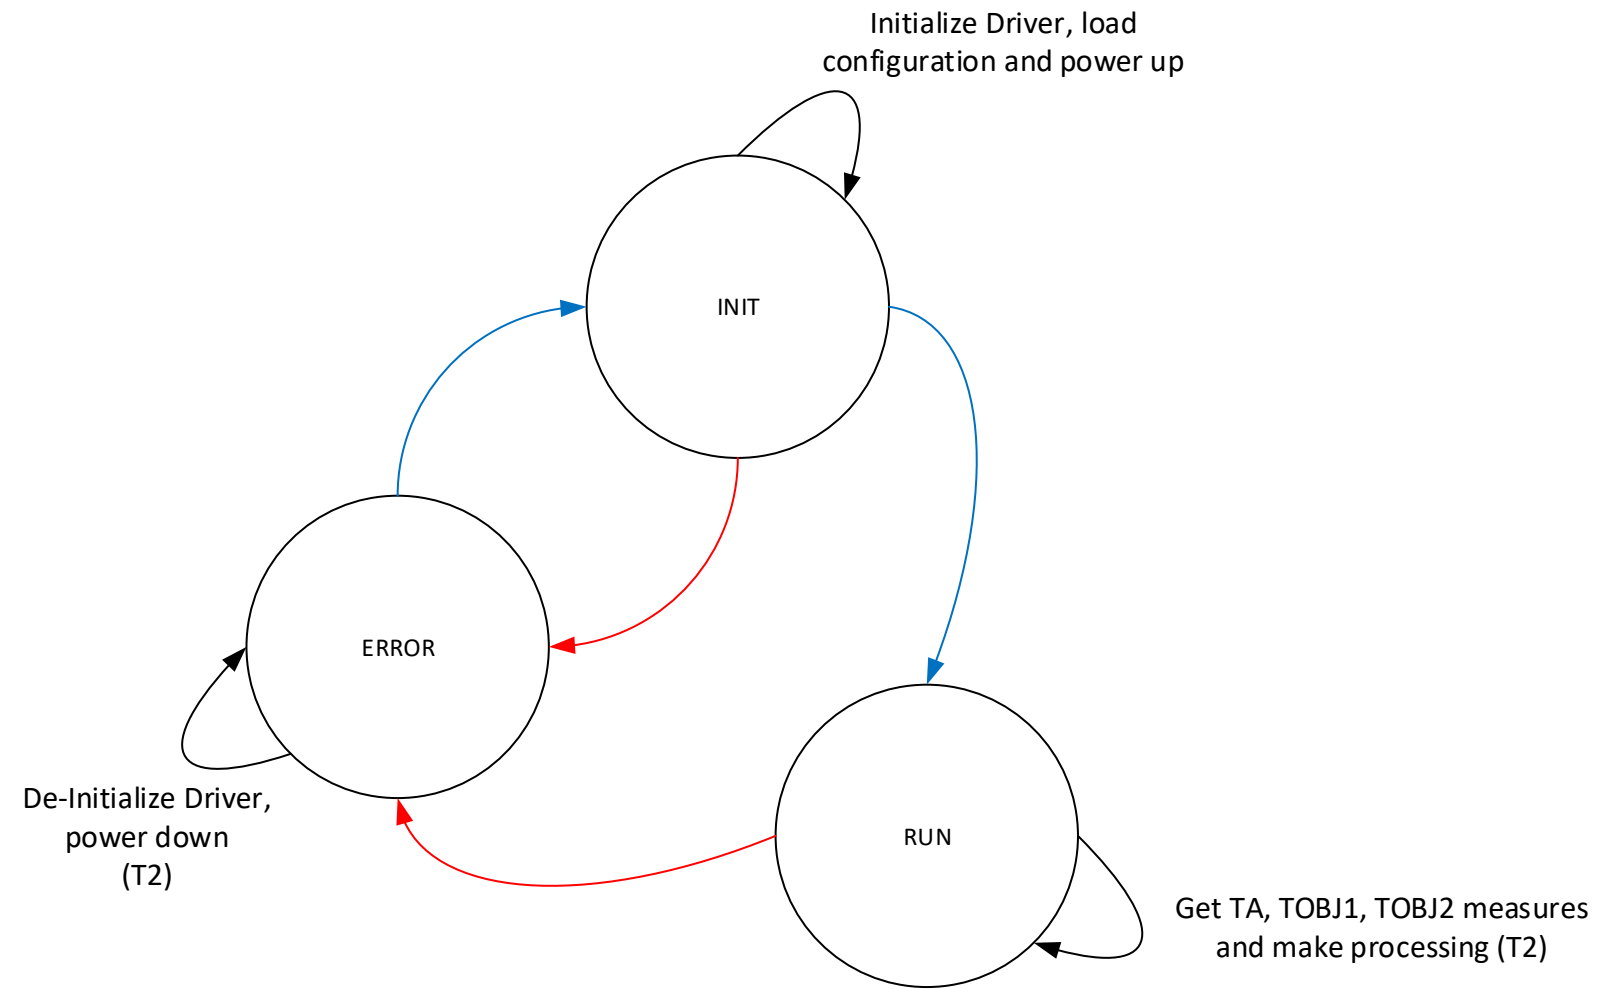 Initialize Driver, load
configuration and power up
INIT
ERROR
De-Initialize Driver,
power down
(T2)
RUN
Get TA, TOBJ1, TOBJ2 measures
and make processing (T2)